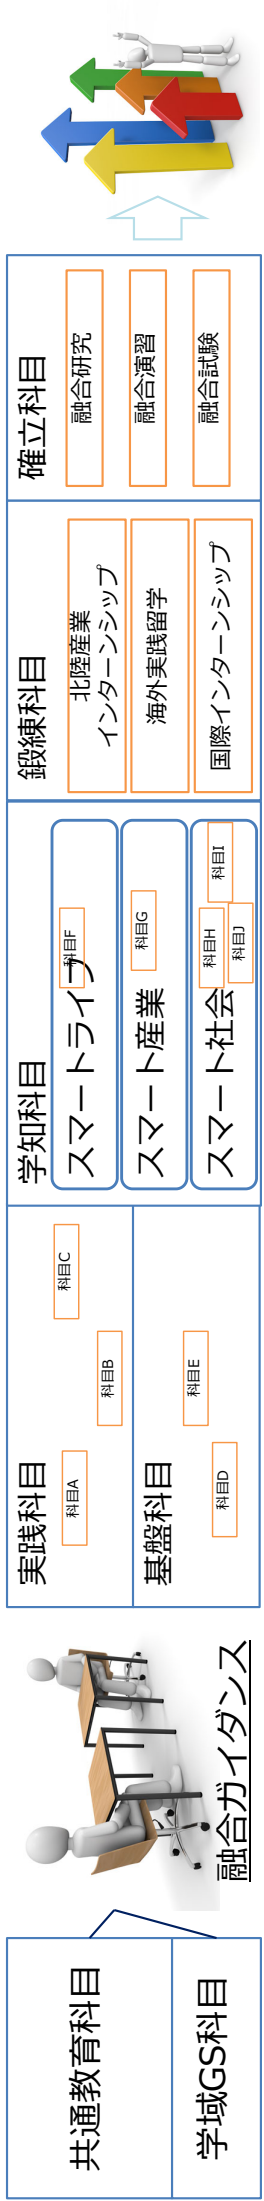 共通教育科目
学域GS科目
融合ガイダンス
実践科目
科目A
科目B
科目C
基盤科目
科目D
科目E
学知科目
スマートライフ
科目F
スマート産業
科目G
スマート社会
科目H
科目I
科目J
鍛練科目
北陸産業
インターンシップ
海外実践留学
国際インターンシップ
確立科目
融合研究
融合演習
融合試験